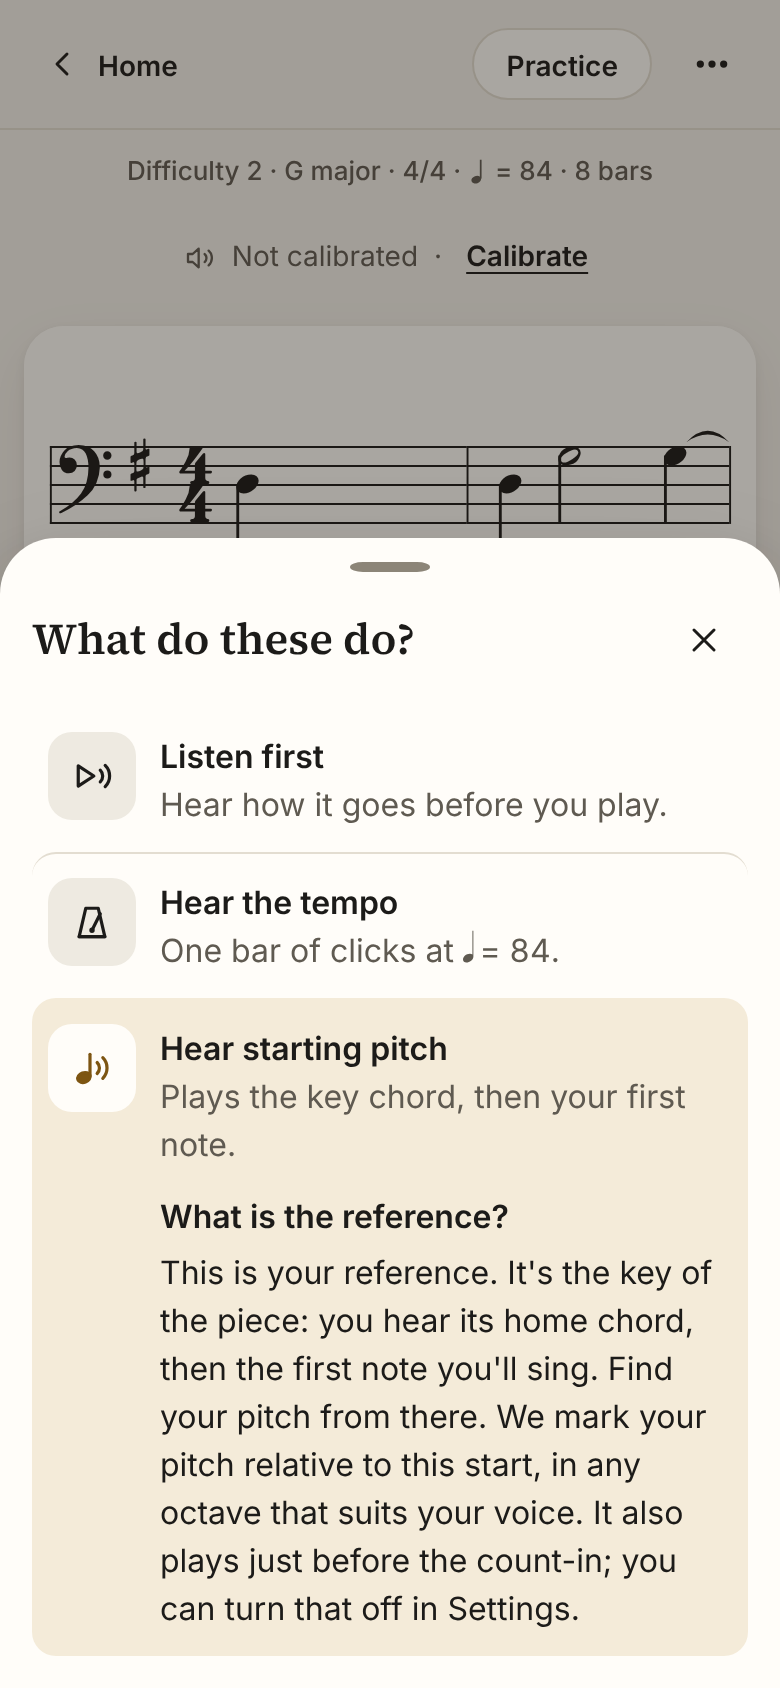 Home
Practice
Difficulty 2 · G major · 4/4 · ♩ = 84 · 8 bars
Not calibrated · Calibrate
4
4
What do these do?
Listen first
Hear how it goes before you play.
Hear the tempo
One bar of clicks at ♩ = 84.
Hear starting pitch
Plays the key chord, then your first
note.
What is the reference?
This is your reference. It's the key of
the piece: you hear its home chord,
then the first note you'll sing. Find
your pitch from there. We mark your
pitch relative to this start, in any
octave that suits your voice. It also
plays just before the count-in; you
can turn that off in Settings.